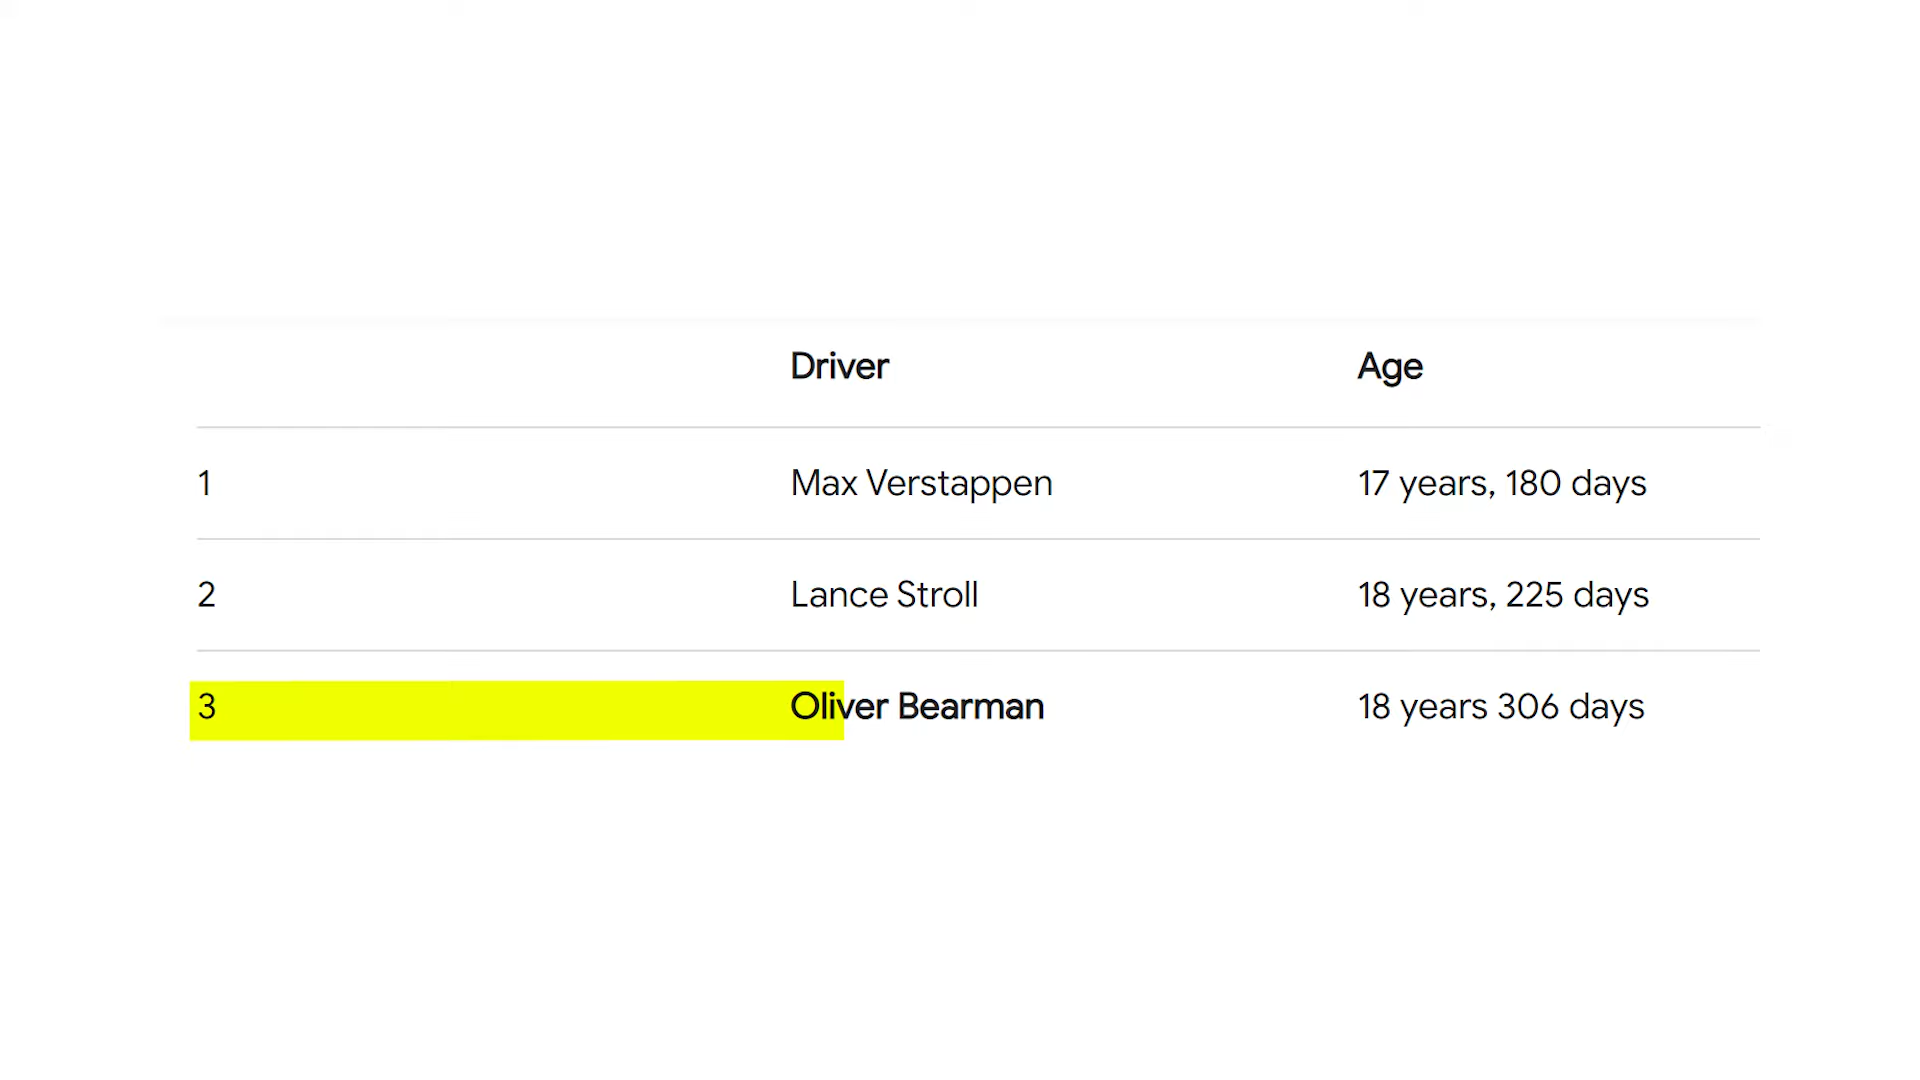 Driver Age
1 Max Verstappen 17 years, 180 days
2 Lance Stroll 18 years, 225 days
3 Oliver Bearman 18 years 306 days